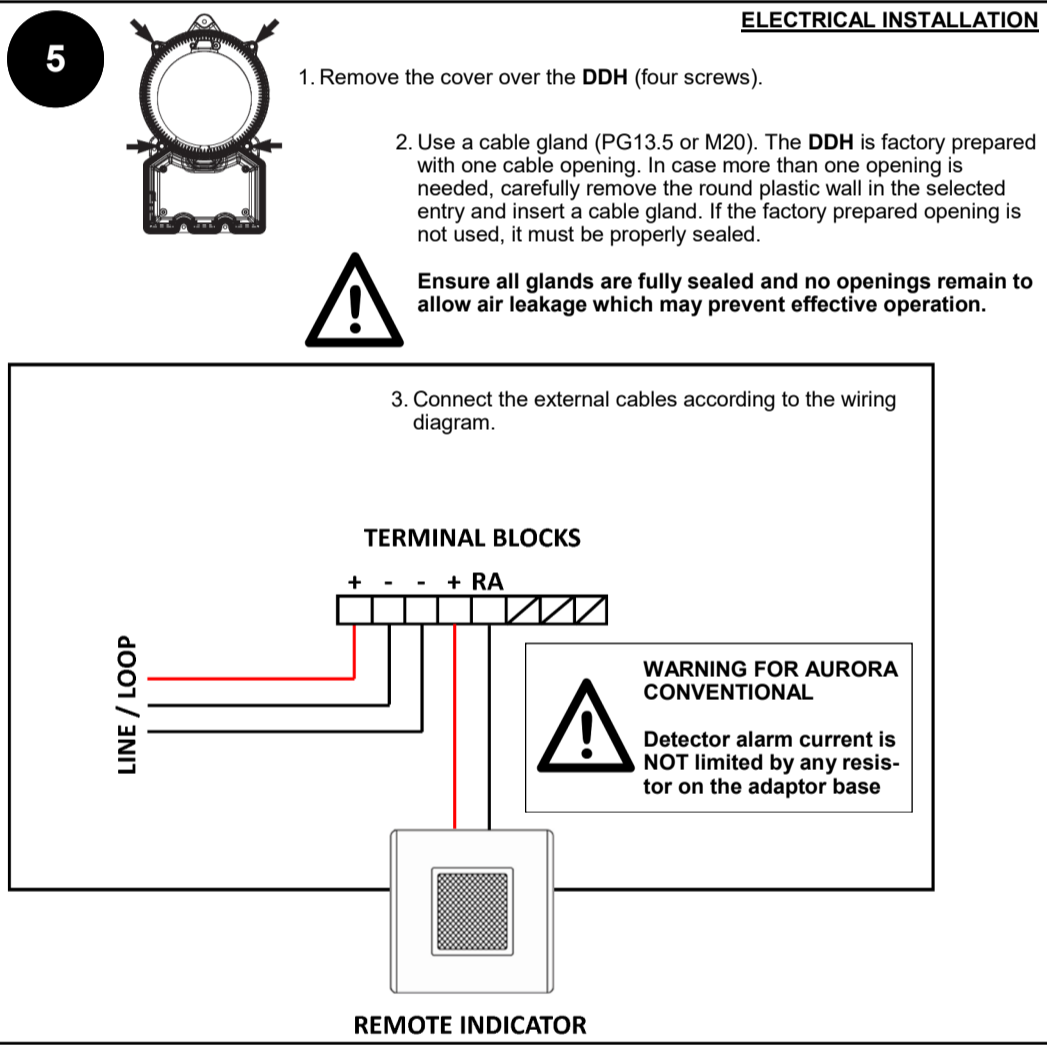 ELECTRICAL INSTALLATION
5
1. Remove the cover over the DDH (four screws).
2. Use a cable gland (PG13.5 or M20). The DDH is factory prepared
with one cable opening. In case more than one opening is
needed, carefully remove the round plastic wall in the selected
entry and insert a cable gland. If the factory prepared opening is
not used, it must be properly sealed.
Ensure all glands are fully sealed and no openings remain to
allow air leakage which may prevent effective operation.
3. Connect the external cables according to the wiring
diagram.
TERMINAL BLOCKS
+ - - + RA
LINE / LOOP
WARNING FOR AURORA
CONVENTIONAL
Detector alarm current is
NOT limited by any resis-
tor on the adaptor base
REMOTE INDICATOR